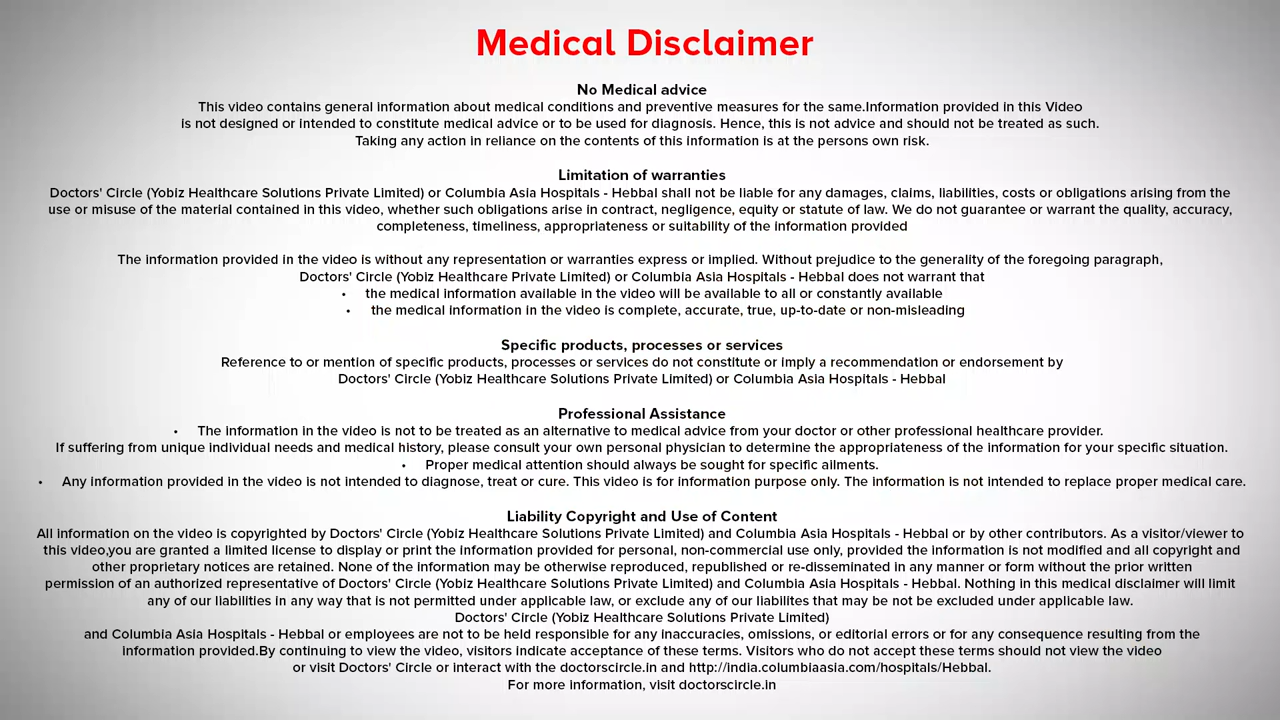 Medical Disclaimer
No Medical advice
This video contains general information about medical conditions and preventive measures for the same.Information provided in this Video
is not designed or intended to constitute medical advice or to be used for diagnosis. Hence, this is not advice and should not be treated as such.
Taking any action in reliance on the contents of this information is at the persons own risk.
Limitation of warranties
Doctors' Circle (Yobiz Healthcare Solutions Private Limited) or Columbia Asia Hospitals - Hebbal shall not be liable for any damages, claims, liabilities, costs or obligations arising from the
use or misuse of the material contained in this video, whether such obligations arise in contract, negligence, equity or statute of law. We do not guarantee or warrant the quality, accuracy,
completeness, timeliness, appropriateness or suitability of the information provided
The information provided in the video is without any representation or warranties express or implied. Without prejudice to the generality of the foregoing paragraph,
Doctors' Circle (Yobiz Healthcare Private Limited) or Columbia Asia Hospitals - Hebbal does not warrant that
• the medical information available in the video will be available to all or constantly available
• the medical information in the video is complete, accurate, true, up-to-date or non-misleading
Specific products, processes or services
Reference to or mention of specific products, processes or services do not constitute or imply a recommendation or endorsement by
Doctors' Circle (Yobiz Healthcare Solutions Private Limited) or Columbia Asia Hospitals - Hebbal
Professional Assistance
• The information in the video is not to be treated as an alternative to medical advice from your doctor or other professional healthcare provider.
If suffering from unique individual needs and medical history, please consult your own personal physician to determine the appropriateness of the information for your specific situation.
• Proper medical attention should always be sought for specific ailments.
• Any information provided in the video is not intended to diagnose, treat or cure. This video is for information purpose only. The information is not intended to replace proper medical care.
Liability Copyright and Use of Content
All information on the video is copyrighted by Doctors' Circle (Yobiz Healthcare Solutions Private Limited) and Columbia Asia Hospitals - Hebbal or by other contributors. As a visitor/viewer to
this video,you are granted a limited license to display or print the information provided for personal, non-commercial use only, provided the information is not modified and all copyright and
other proprietary notices are retained. None of the information may be otherwise reproduced, republished or re-disseminated in any manner or form without the prior written
permission of an authorized representative of Doctors' Circle (Yobiz Healthcare Solutions Private Limited) and Columbia Asia Hospitals - Hebbal. Nothing in this medical disclaimer will limit
any of our liabilities in any way that is not permitted under applicable law, or exclude any of our liabilites that may be not be excluded under applicable law.
Doctors' Circle (Yobiz Healthcare Solutions Private Limited)
and Columbia Asia Hospitals - Hebbal or employees are not to be held responsible for any inaccuracies, omissions, or editorial errors or for any consequence resulting from the
information provided.By continuing to view the video, visitors indicate acceptance of these terms. Visitors who do not accept these terms should not view the video
or visit Doctors' Circle or interact with the doctorscircle.in and http://india.columbiaasia.com/hospitals/Hebbal.
For more information, visit doctorscircle.in